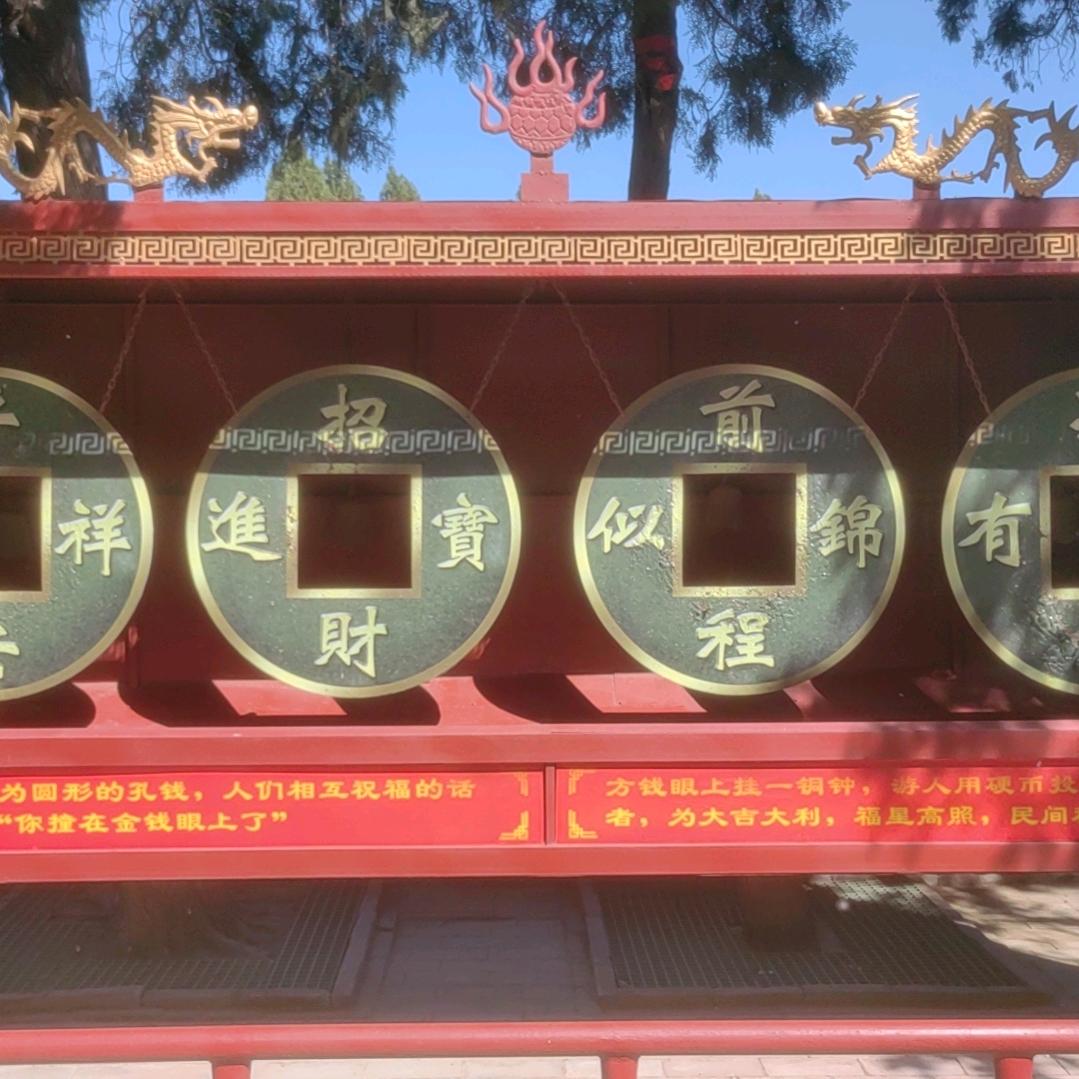 祥
招財進寶
前程似錦
有
为圆形的孔钱，人们相互祝福的话
“你撞在金钱眼上了”
方钱眼上挂一铜钟，游人用硬币投
者，为大吉大利，福星高照，民间